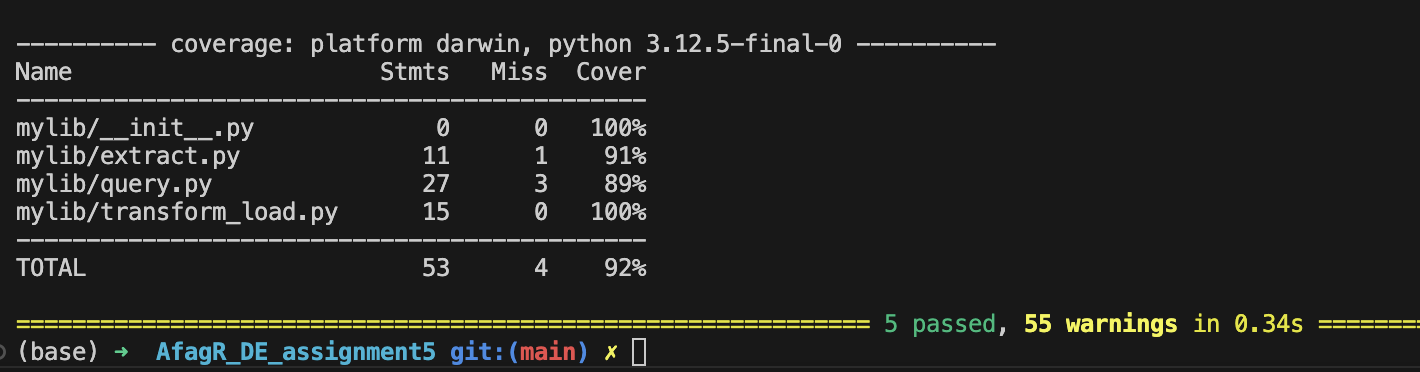 ---------- coverage: platform darwin, python 3.12.5-final-0 ----------
Name                      Stmts   Miss  Cover
---------------------------------------------
mylib/__init__.py             0      0   100%
mylib/extract.py             11      1    91%
mylib/query.py               27      3    89%
mylib/transform_load.py      15      0   100%
---------------------------------------------
TOTAL                        53      4    92%
============================================================= 5 passed, 55 warnings in 0.34s ========
(base) ➜  AfagR_DE_assignment5 git:(main) ✗